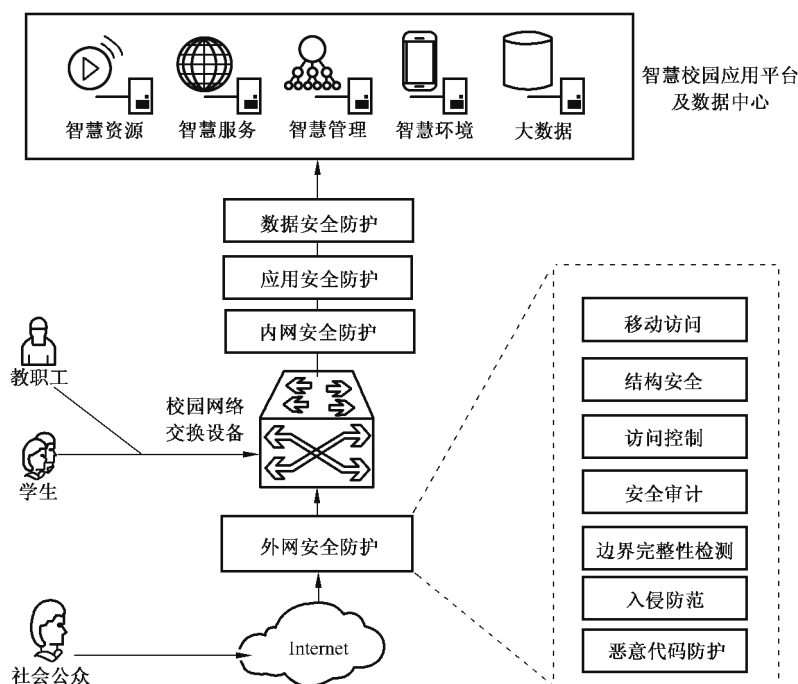 智慧资源
智慧服务
智慧管理
智慧环境
大数据
智慧校园应用平台
及数据中心
数据安全防护
应用安全防护
内网安全防护
教职工
校园网络
交换设备
学生
外网安全防护
Internet
社会公众
移动访问
结构安全
访问控制
安全审计
边界完整性检测
入侵防范
恶意代码防护